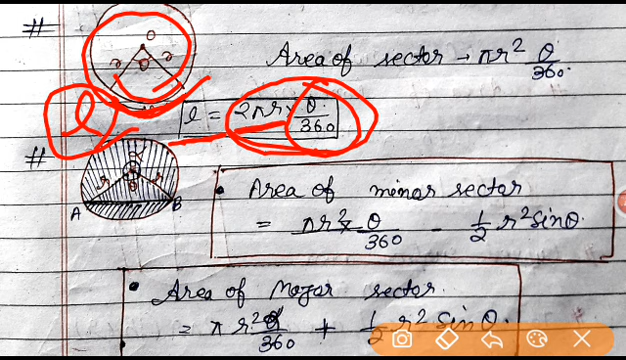 #
O
r θ r
Area of sector → πr² θ/360.
l
l = 2πr × θ/360
#
r θ r
A B
• Area of minor sector
= πr² × θ/360 - 1/2 r² sinθ.
• Area of Major sector.
= π r² θ/360 + 1/2 r² sin θ.